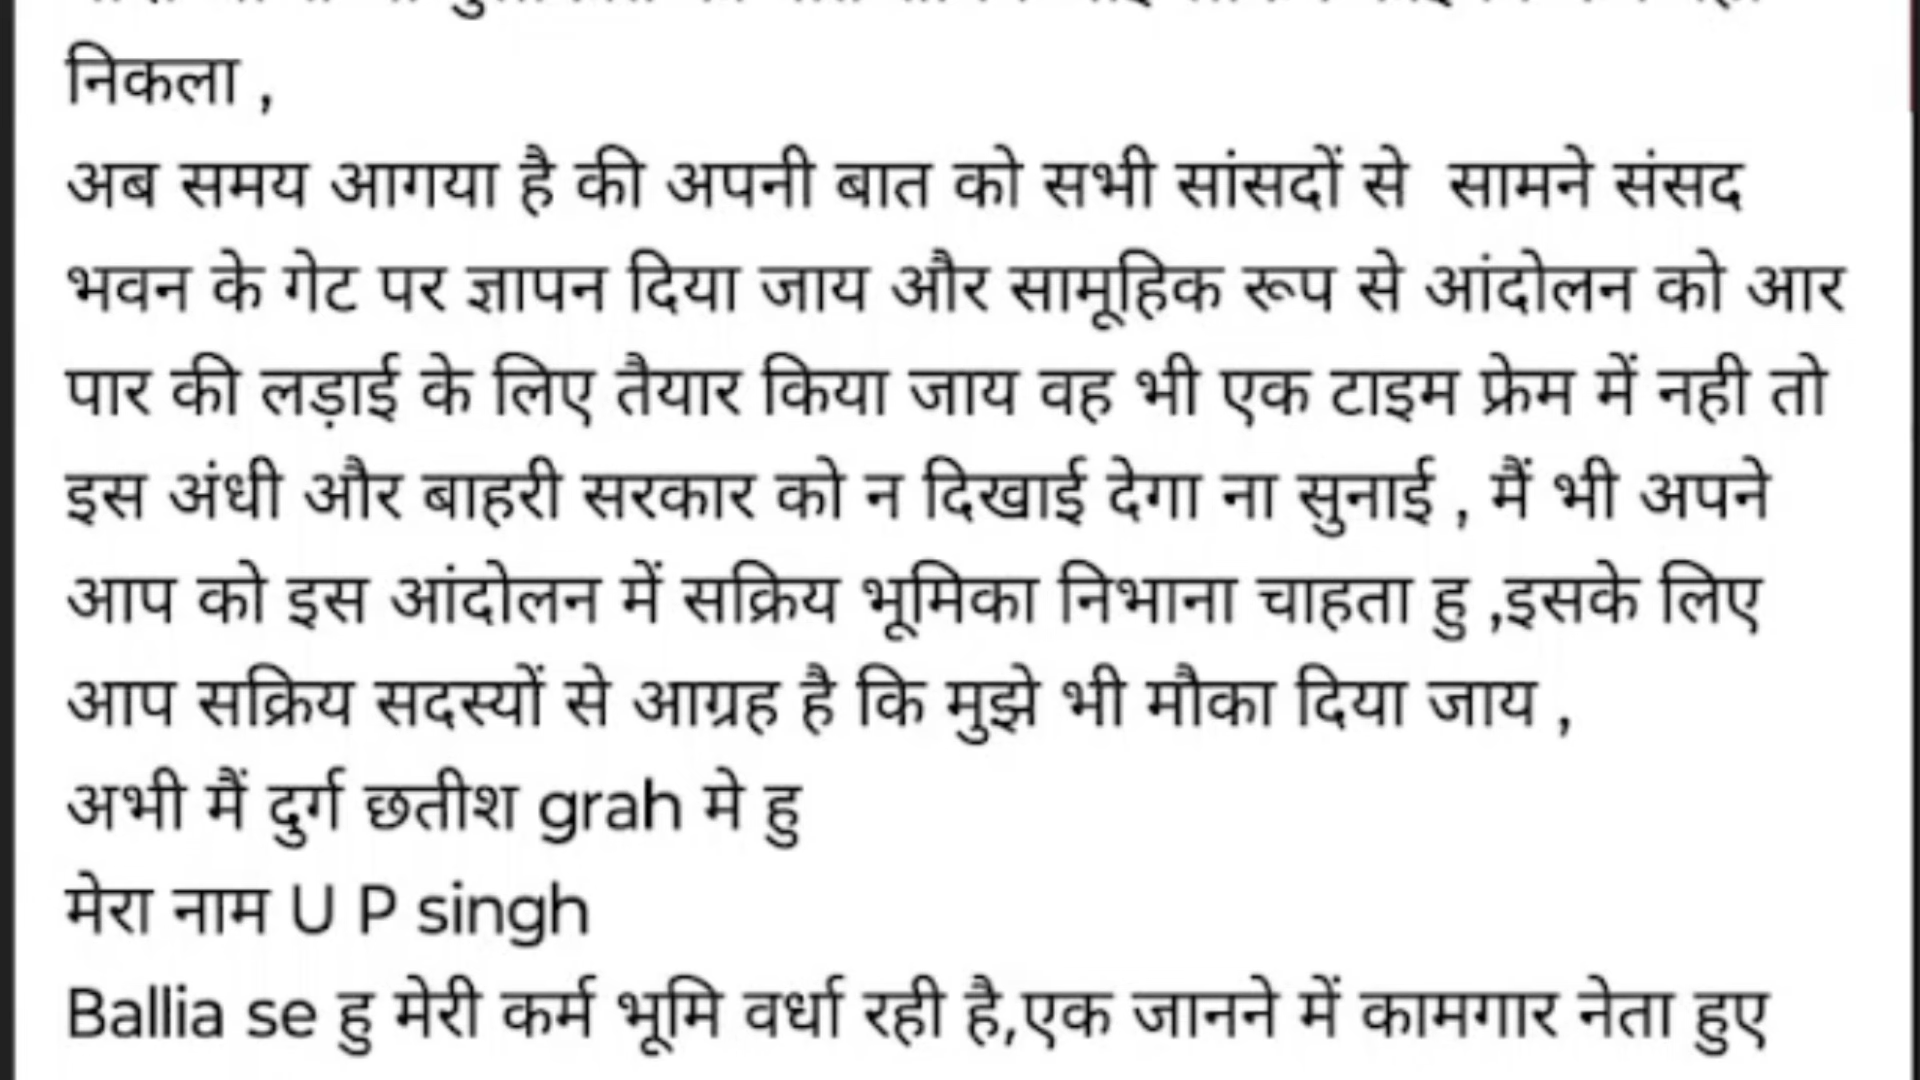 निकला ,
अब समय आगया है की अपनी बात को सभी सांसदों से  सामने संसद
भवन के गेट पर ज्ञापन दिया जाय और सामूहिक रूप से आंदोलन को आर
पार की लड़ाई के लिए तैयार किया जाय वह भी एक टाइम फ्रेम में नही तो
इस अंधी और बाहरी सरकार को न दिखाई देगा ना सुनाई , मैं भी अपने
आप को इस आंदोलन में सक्रिय भूमिका निभाना चाहता हु ,इसके लिए
आप सक्रिय सदस्यों से आग्रह है कि मुझे भी मौका दिया जाय ,
अभी मैं दुर्ग छतीश grah मे हु
मेरा नाम U P singh
Ballia se हु मेरी कर्म भूमि वर्धा रही है,एक जानने में कामगार नेता हुए